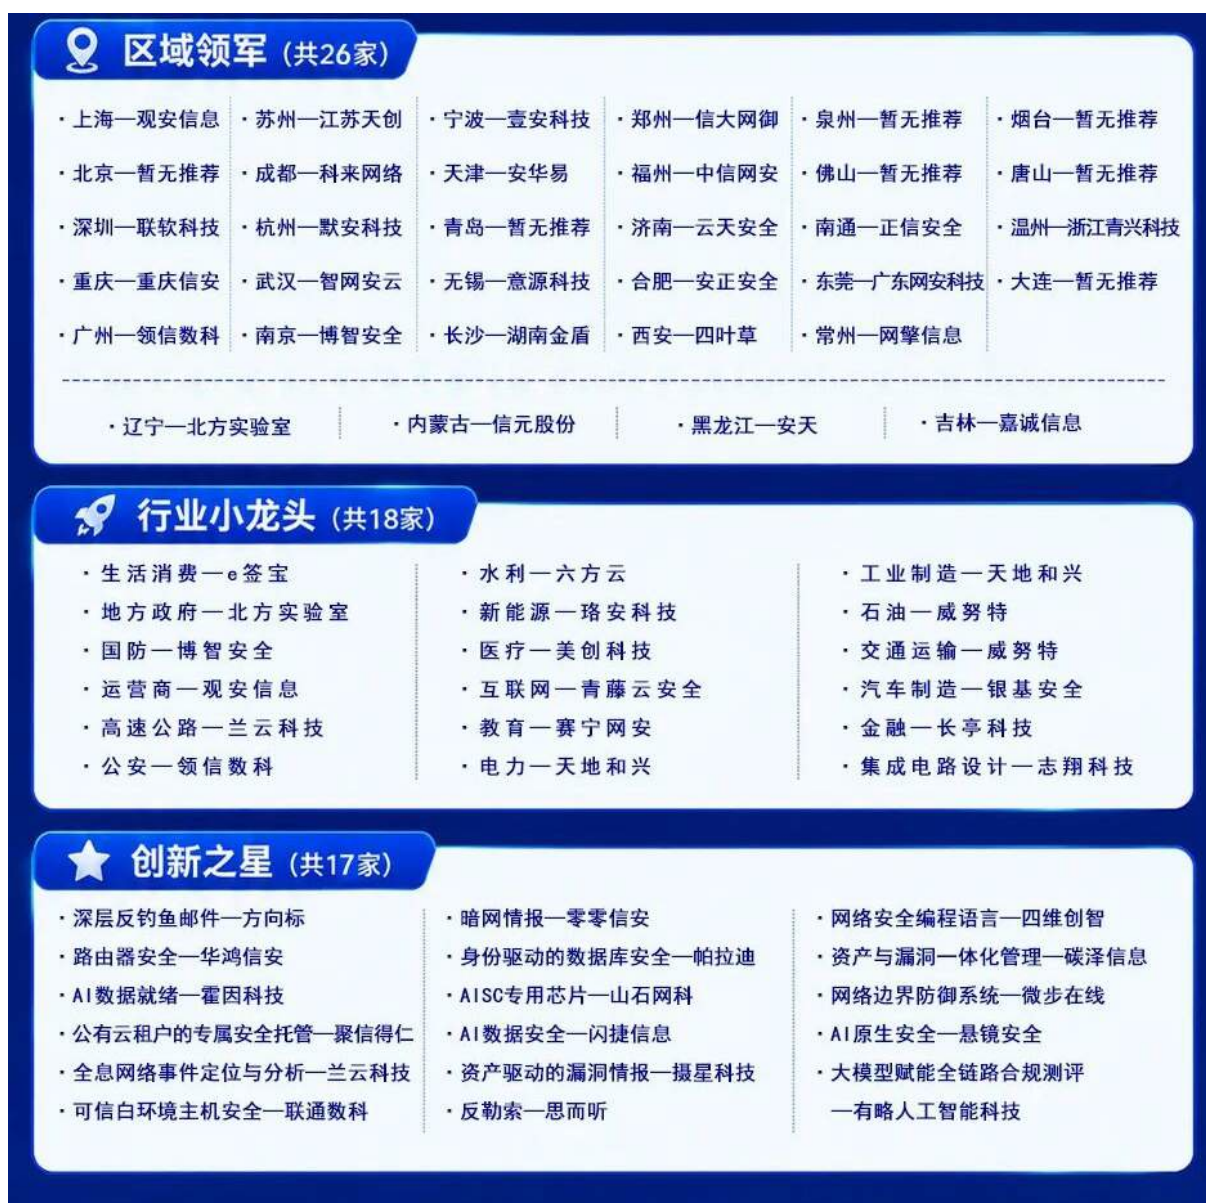 区域领军（共26家）
·上海—观安信息 ·苏州—江苏天创 ·宁波—壹安科技 ·郑州—信大网御 ·泉州—暂无推荐 ·烟台—暂无推荐
·北京—暂无推荐 ·成都—科来网络 ·天津—安华易 ·福州—中信网安 ·佛山—暂无推荐 ·唐山—暂无推荐
·深圳—联软科技 ·杭州—默安科技 ·青岛—暂无推荐 ·济南—云天安全 ·南通—正信安全 ·温州—浙江青兴科技
·重庆—重庆信安 ·武汉—智网安云 ·无锡—意源科技 ·合肥—安正安全 ·东莞—广东网安科技 ·大连—暂无推荐
·广州—领信数科 ·南京—博智安全 ·长沙—湖南金盾 ·西安—四叶草 ·常州—网擎信息
·辽宁—北方实验室 ·内蒙古—信元股份 ·黑龙江—安天 ·吉林—嘉诚信息
行业小龙头（共18家）
·生活消费—e签宝 ·水利—六方云 ·工业制造—天地和兴
·地方政府—北方实验室 ·新能源—珞安科技 ·石油—威努特
·国防—博智安全 ·医疗—美创科技 ·交通运输—威努特
·运营商—观安信息 ·互联网—青藤云安全 ·汽车制造—银基安全
·高速公路—兰云科技 ·教育—赛宁网安 ·金融—长亭科技
·公安—领信数科 ·电力—天地和兴 ·集成电路设计—志翔科技
创新之星（共17家）
·深层反钓鱼邮件—方向标 ·暗网情报—零零信安 ·网络安全编程语言—四维创智
·路由器安全—华鸿信安 ·身份驱动的数据库安全—帕拉迪 ·资产与漏洞一体化管理—碳泽信息
·AI数据就绪—霍因科技 ·AISC专用芯片—山石网科 ·网络边界防御系统—微步在线
·公有云租户的专属安全托管—聚信得仁 ·AI数据安全—闪捷信息 ·AI原生安全—悬镜安全
·全息网络事件定位与分析—兰云科技 ·资产驱动的漏洞情报—摄星科技 ·大模型赋能全链路合规测评
·可信白环境主机安全—联通数科 ·反勒索—思而听 —有略人工智能科技